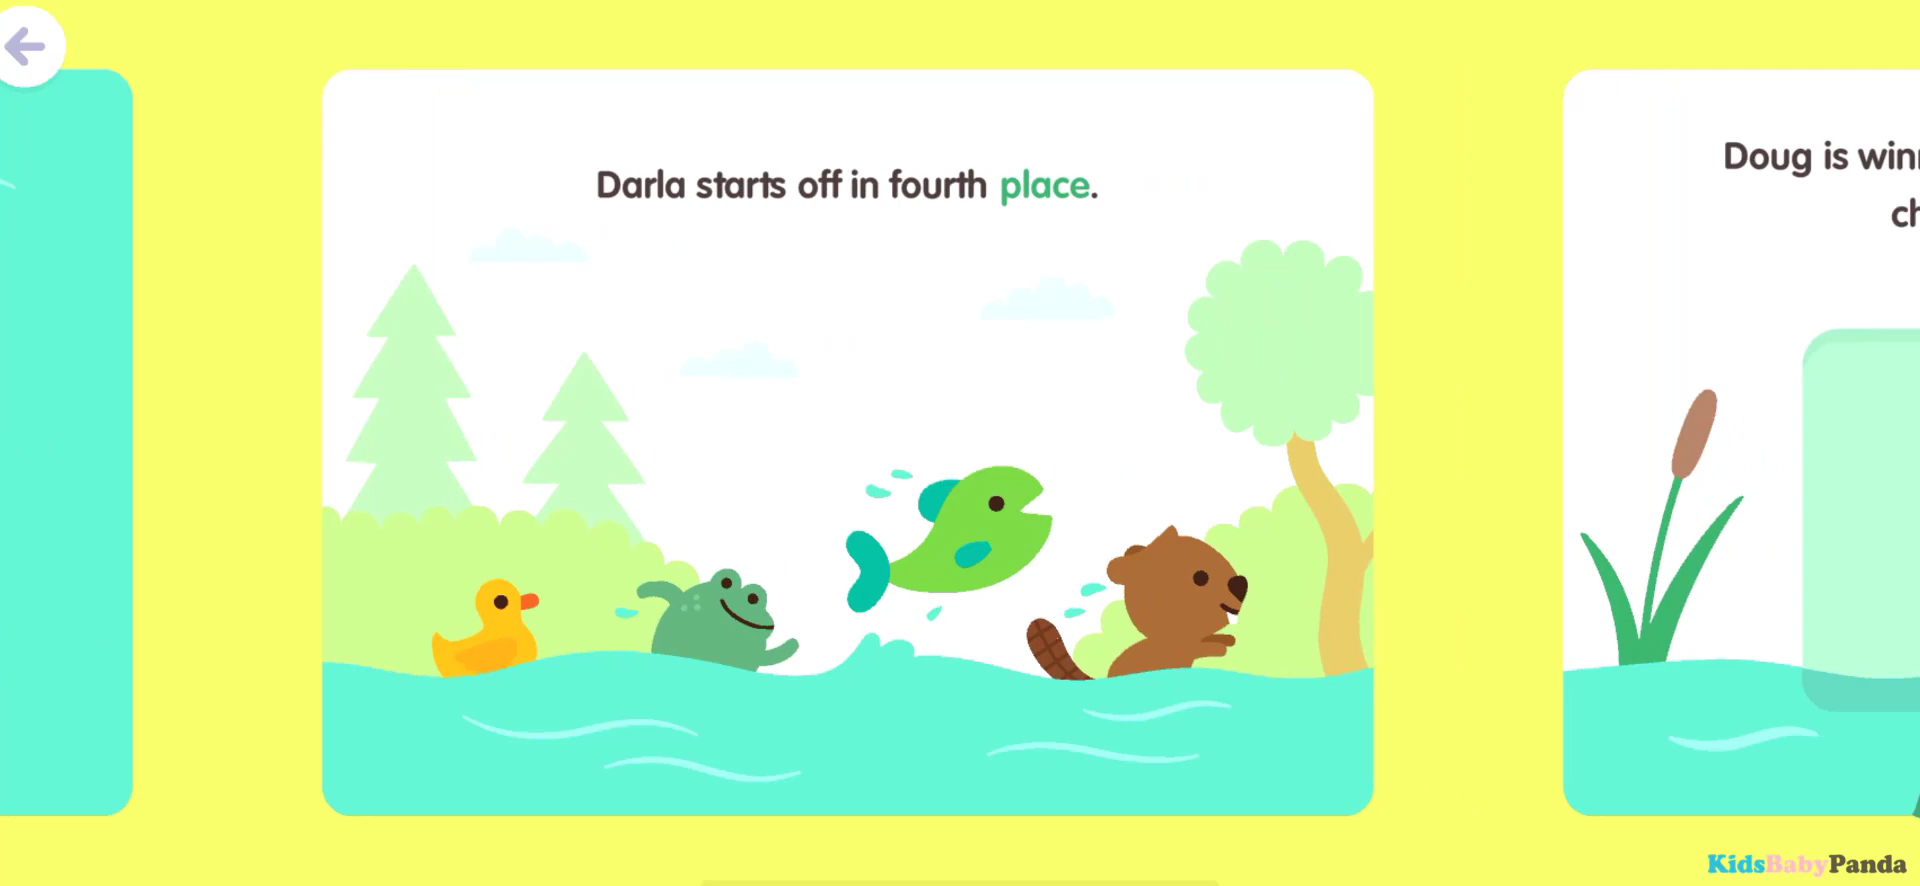 Darla starts off in fourth place.
Doug is win
ch
KidsBabyPanda